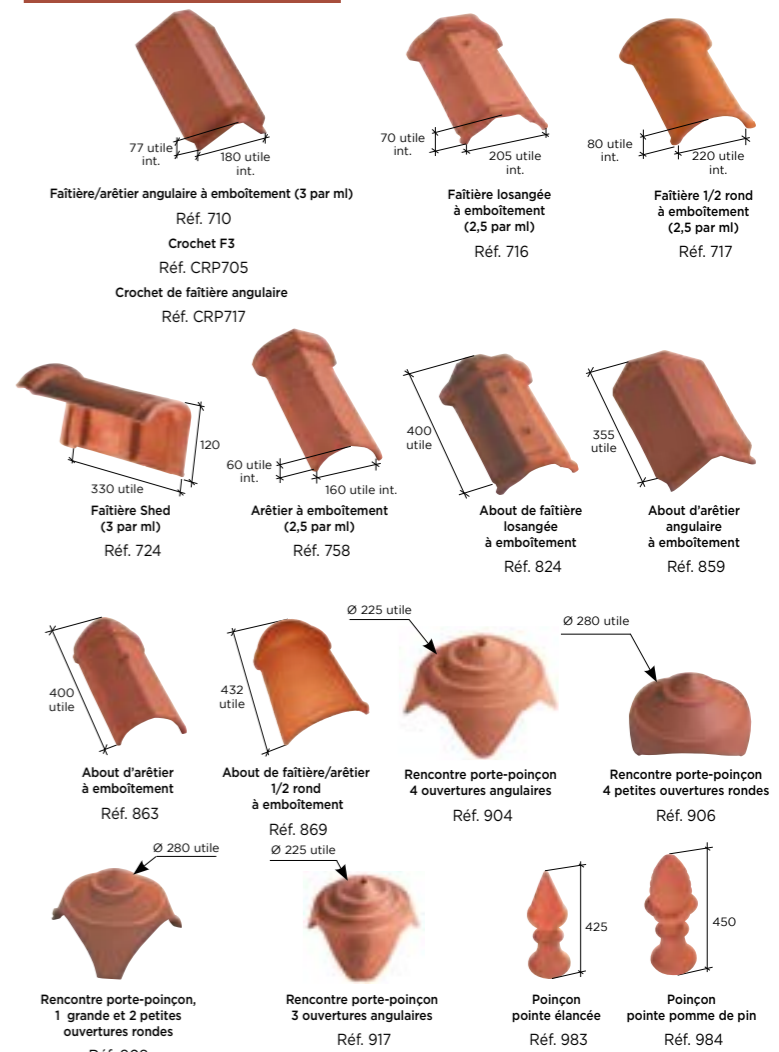 77 utile
int.
180 utile
int.
Faîtière/arêtier angulaire à emboîtement (3 par ml)
Réf. 710
Crochet F3
Réf. CRP705
Crochet de faîtière angulaire
Réf. CRP717
70 utile
int.
205 utile
int.
Faîtière losangée
à emboîtement
(2,5 par ml)
Réf. 716
80 utile
int.
220 utile
int.
Faîtière 1/2 rond
à emboîtement
(2,5 par ml)
Réf. 717
120
330 utile
Faîtière Shed
(3 par ml)
Réf. 724
60 utile
int.
160 utile int.
Arêtier à emboîtement
(2,5 par ml)
Réf. 758
400
utile
About de faîtière
losangée
à emboîtement
Réf. 824
355
utile
About d'arêtier
angulaire
à emboîtement
Réf. 859
400
utile
About d'arêtier
à emboîtement
Réf. 863
432
utile
About de faîtière/arêtier
1/2 rond
à emboîtement
Réf. 869
Ø 225 utile
Rencontre porte-poinçon
4 ouvertures angulaires
Réf. 904
Ø 280 utile
Rencontre porte-poinçon
4 petites ouvertures rondes
Réf. 906
Ø 280 utile
Rencontre porte-poinçon,
1 grande et 2 petites
ouvertures rondes
Ø 225 utile
Rencontre porte-poinçon
3 ouvertures angulaires
Réf. 917
425
Poinçon
pointe élancée
Réf. 983
450
Poinçon
pointe pomme de pin
Réf. 984